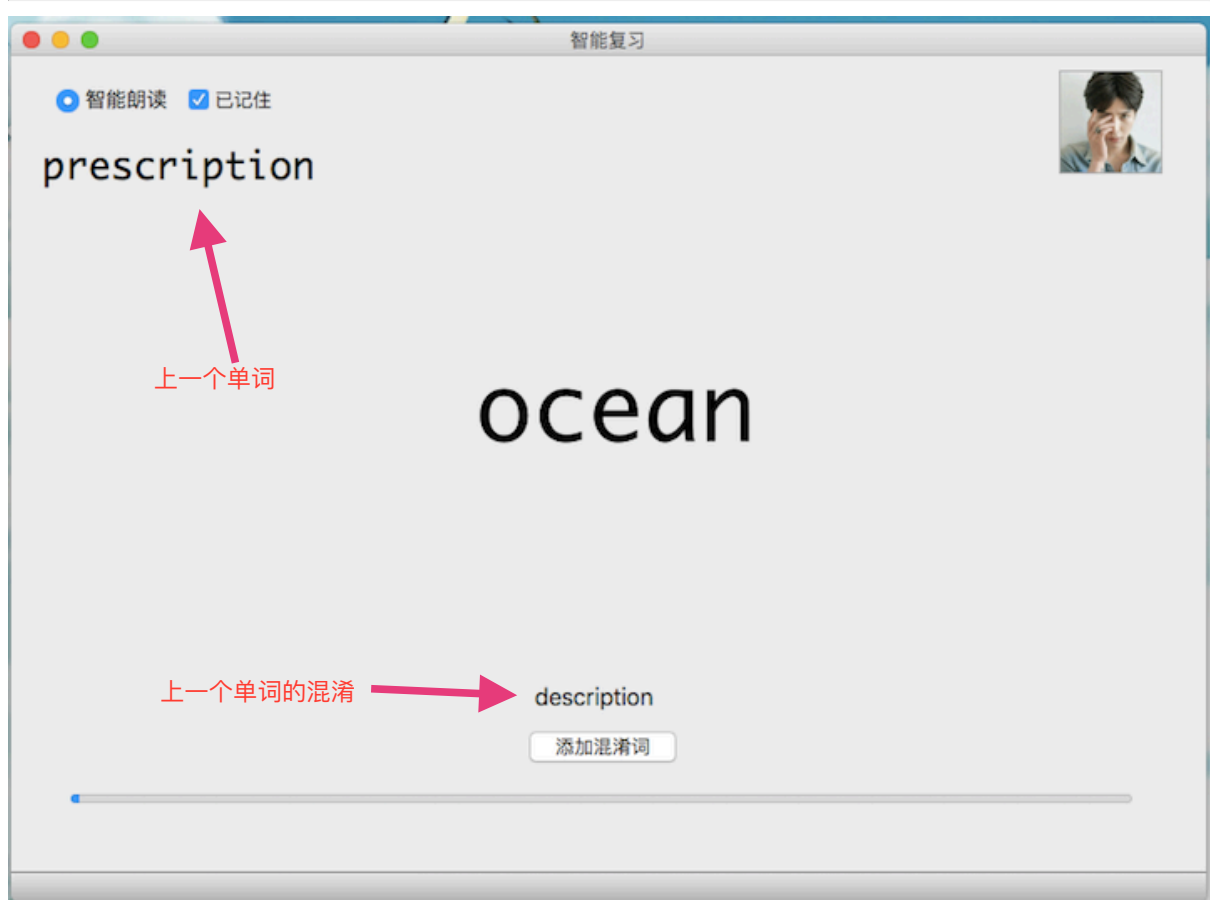 智能复习
智能朗读 已记住
prescription
上一个单词
ocean
上一个单词的混淆
description
添加混淆词